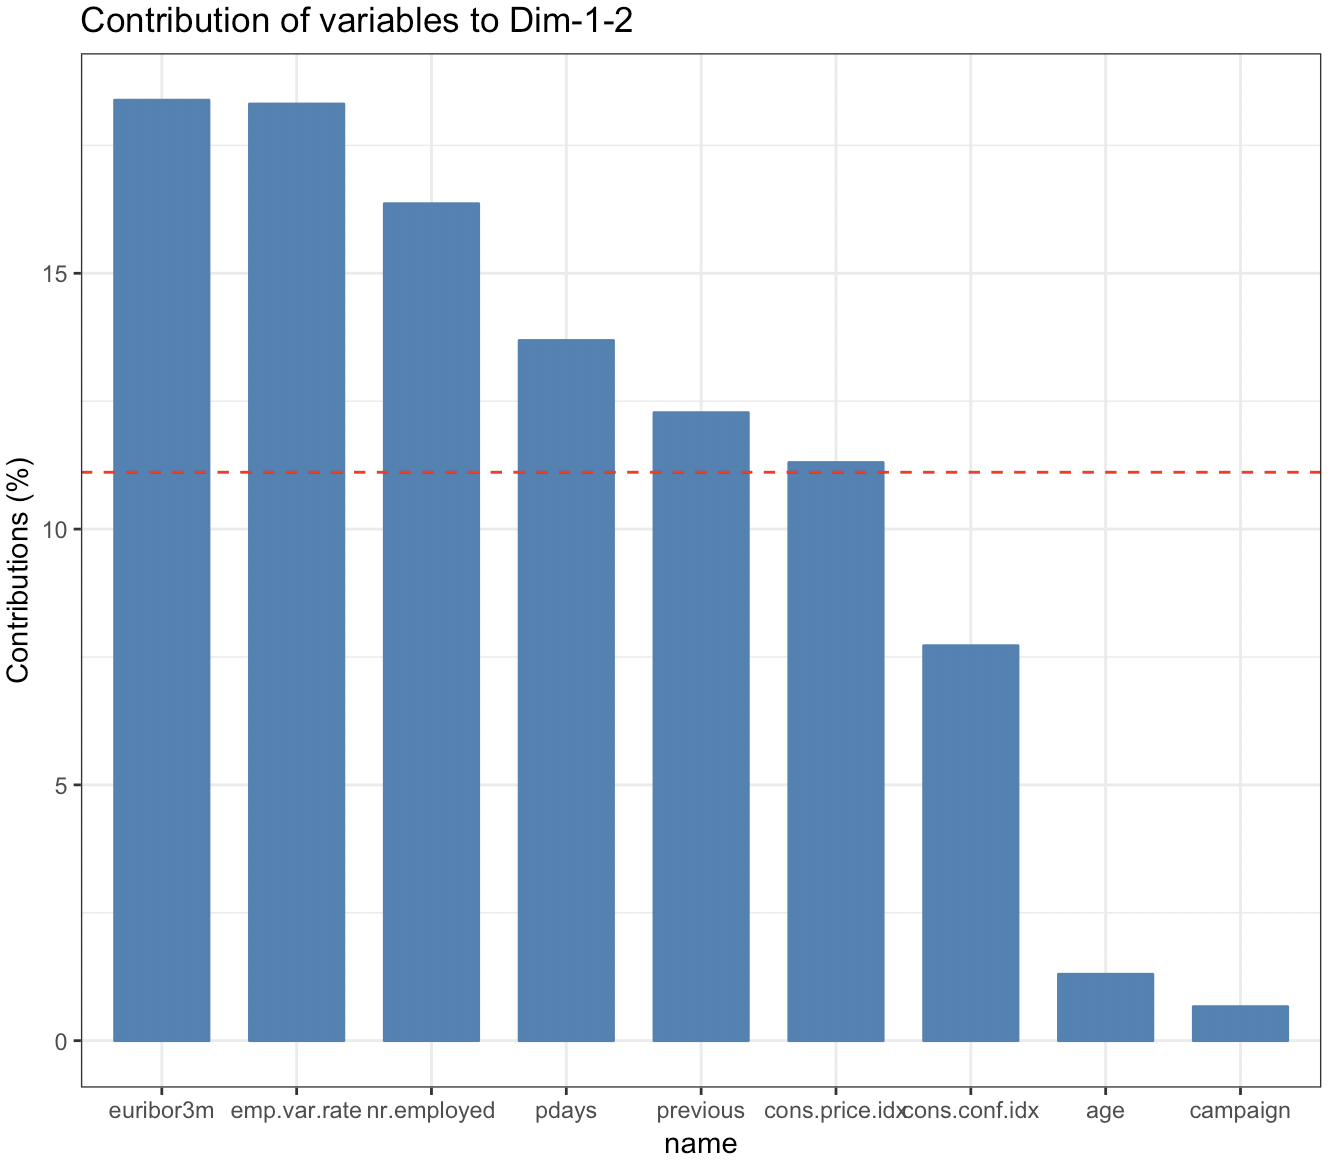 Contribution of variables to Dim-1-2
Contributions (%)
15
10
5
0
euribor3m emp.var.rate nr.employed pdays previous cons.price.idx cons.conf.idx age campaign
name